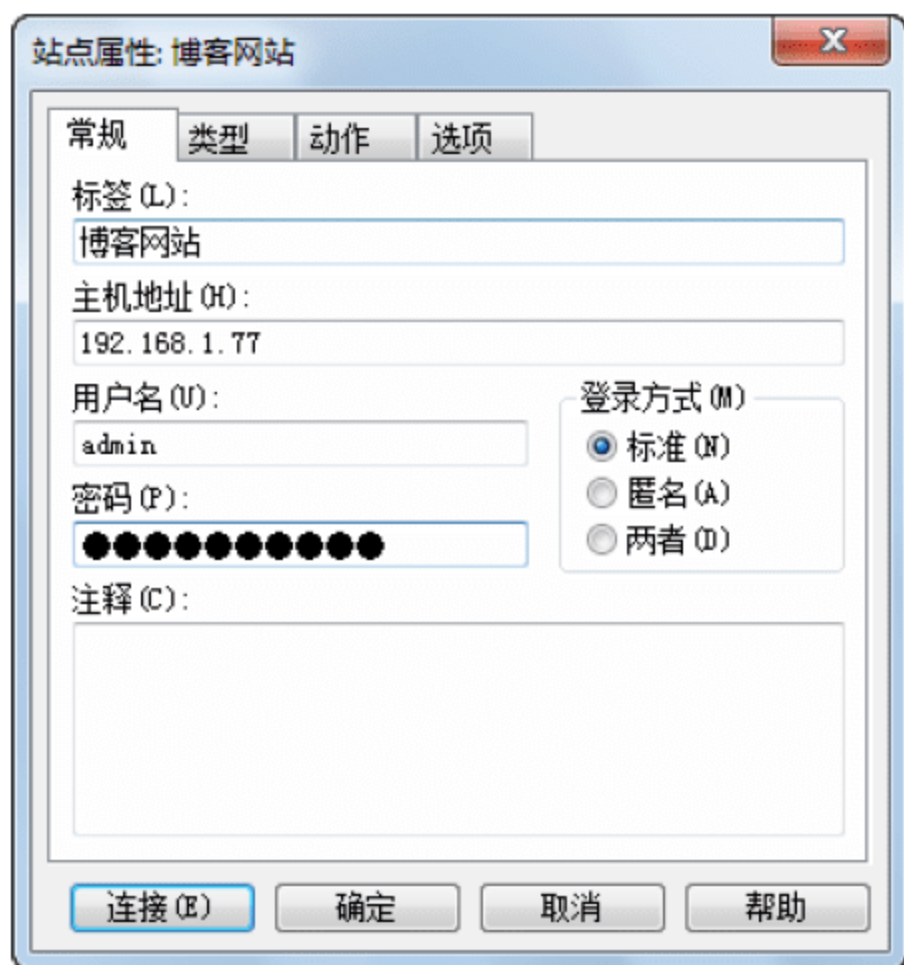 站点属性: 博客网站
常规 类型 动作 选项
标签(L):
博客网站
主机地址(H):
192.168.1.77
用户名(U):
admin
登录方式(M)
标准(N)
匿名(A)
两者(D)
密码(P):
●●●●●●●●●●
注释(C):
连接(E) 确定 取消 帮助